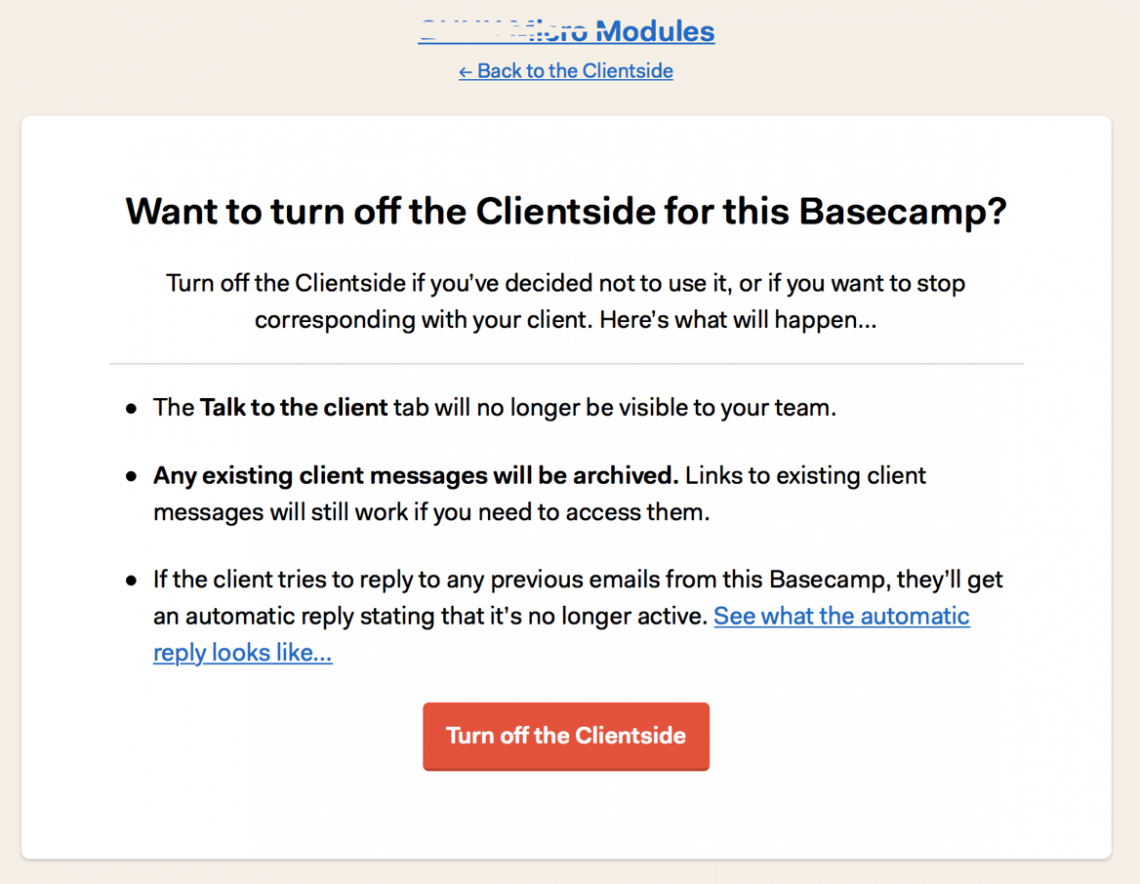 Micro Modules
← Back to the Clientside
Want to turn off the Clientside for this Basecamp?
Turn off the Clientside if you’ve decided not to use it, or if you want to stop
corresponding with your client. Here’s what will happen...
• The Talk to the client tab will no longer be visible to your team.
• Any existing client messages will be archived. Links to existing client
messages will still work if you need to access them.
• If the client tries to reply to any previous emails from this Basecamp, they’ll get
an automatic reply stating that it’s no longer active. See what the automatic
reply looks like...
Turn off the Clientside